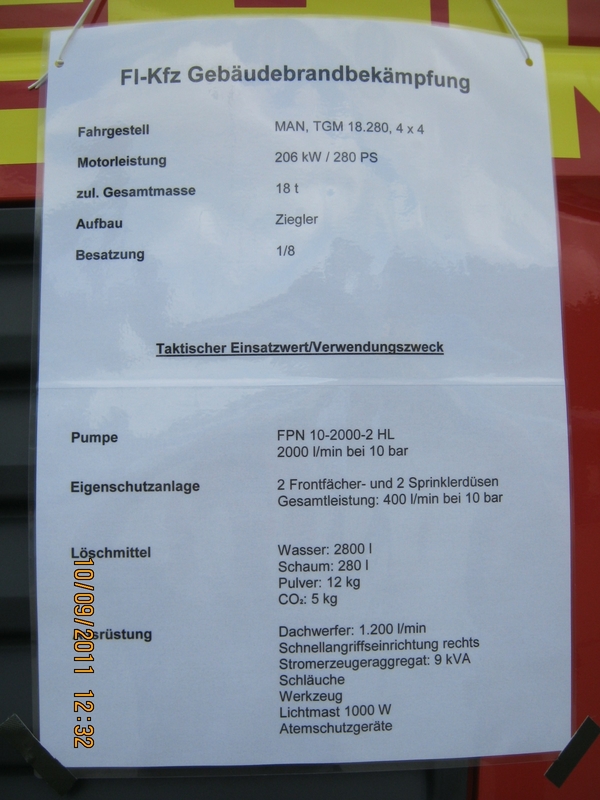 Fl-Kfz Gebäudebrandbekämpfung
Fahrgestell MAN, TGM 18.280, 4 x 4
Motorleistung 206 kW / 280 PS
zul. Gesamtmasse 18 t
Aufbau Ziegler
Besatzung 1/8
Taktischer Einsatzwert/Verwendungszweck
Pumpe FPN 10-2000-2 HL
2000 l/min bei 10 bar
Eigenschutzanlage 2 Frontfächer- und 2 Sprinklerdüsen
Gesamtleistung: 400 l/min bei 10 bar
Löschmittel Wasser: 2800 l
Schaum: 280 l
Pulver: 12 kg
CO₂: 5 kg
Ausrüstung Dachwerfer: 1.200 l/min
Schnellangriffseinrichtung rechts
Stromerzeugeraggregat: 9 kVA
Schläuche
Werkzeug
Lichtmast 1000 W
Atemschutzgeräte
10/09/2011 12:32